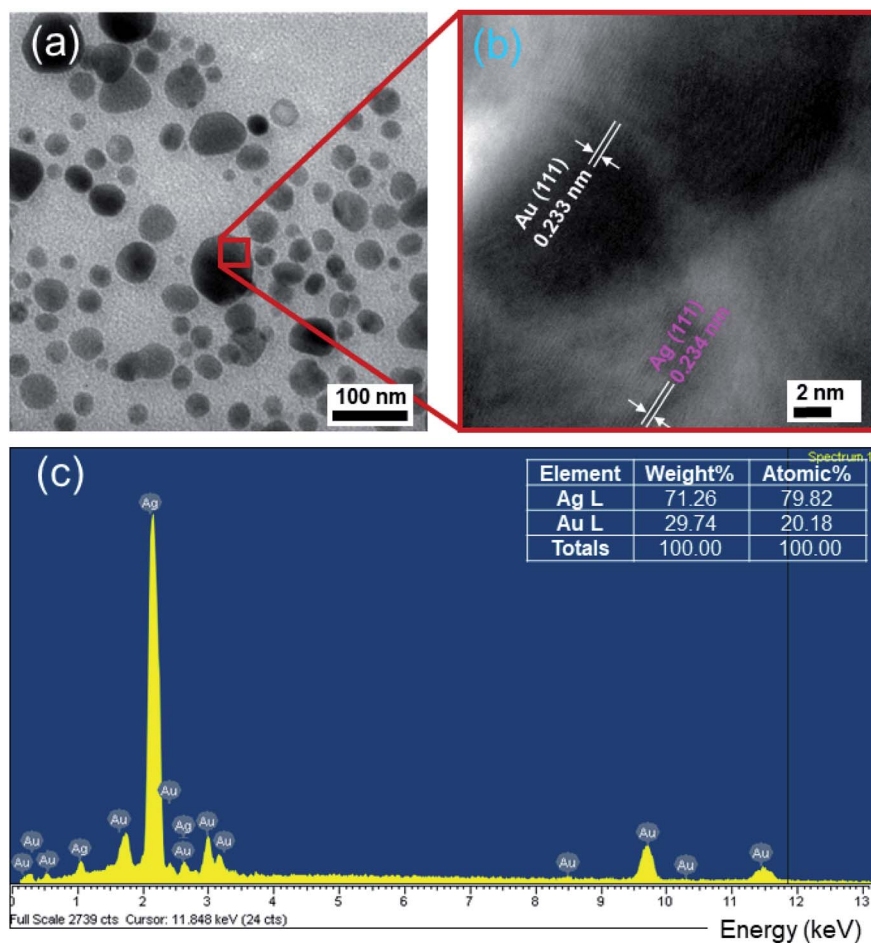 (a)
100 nm
(b)
Au (111)
0.233 nm
Ag (111)
0.234 nm
2 nm
(c)
Spectrum 1
Element Weight% Atomic%
Ag L 71.26 79.82
Au L 29.74 20.18
Totals 100.00 100.00
Ag
Au
Au
Ag
Au
Au
Au
Au
Ag
Au
Au
Au
Au
Au
Au
Au
0 1 2 3 4 5 6 7 8 9 10 11 12 13
Full Scale 2739 cts Cursor: 11.848 keV (24 cts)
Energy (keV)